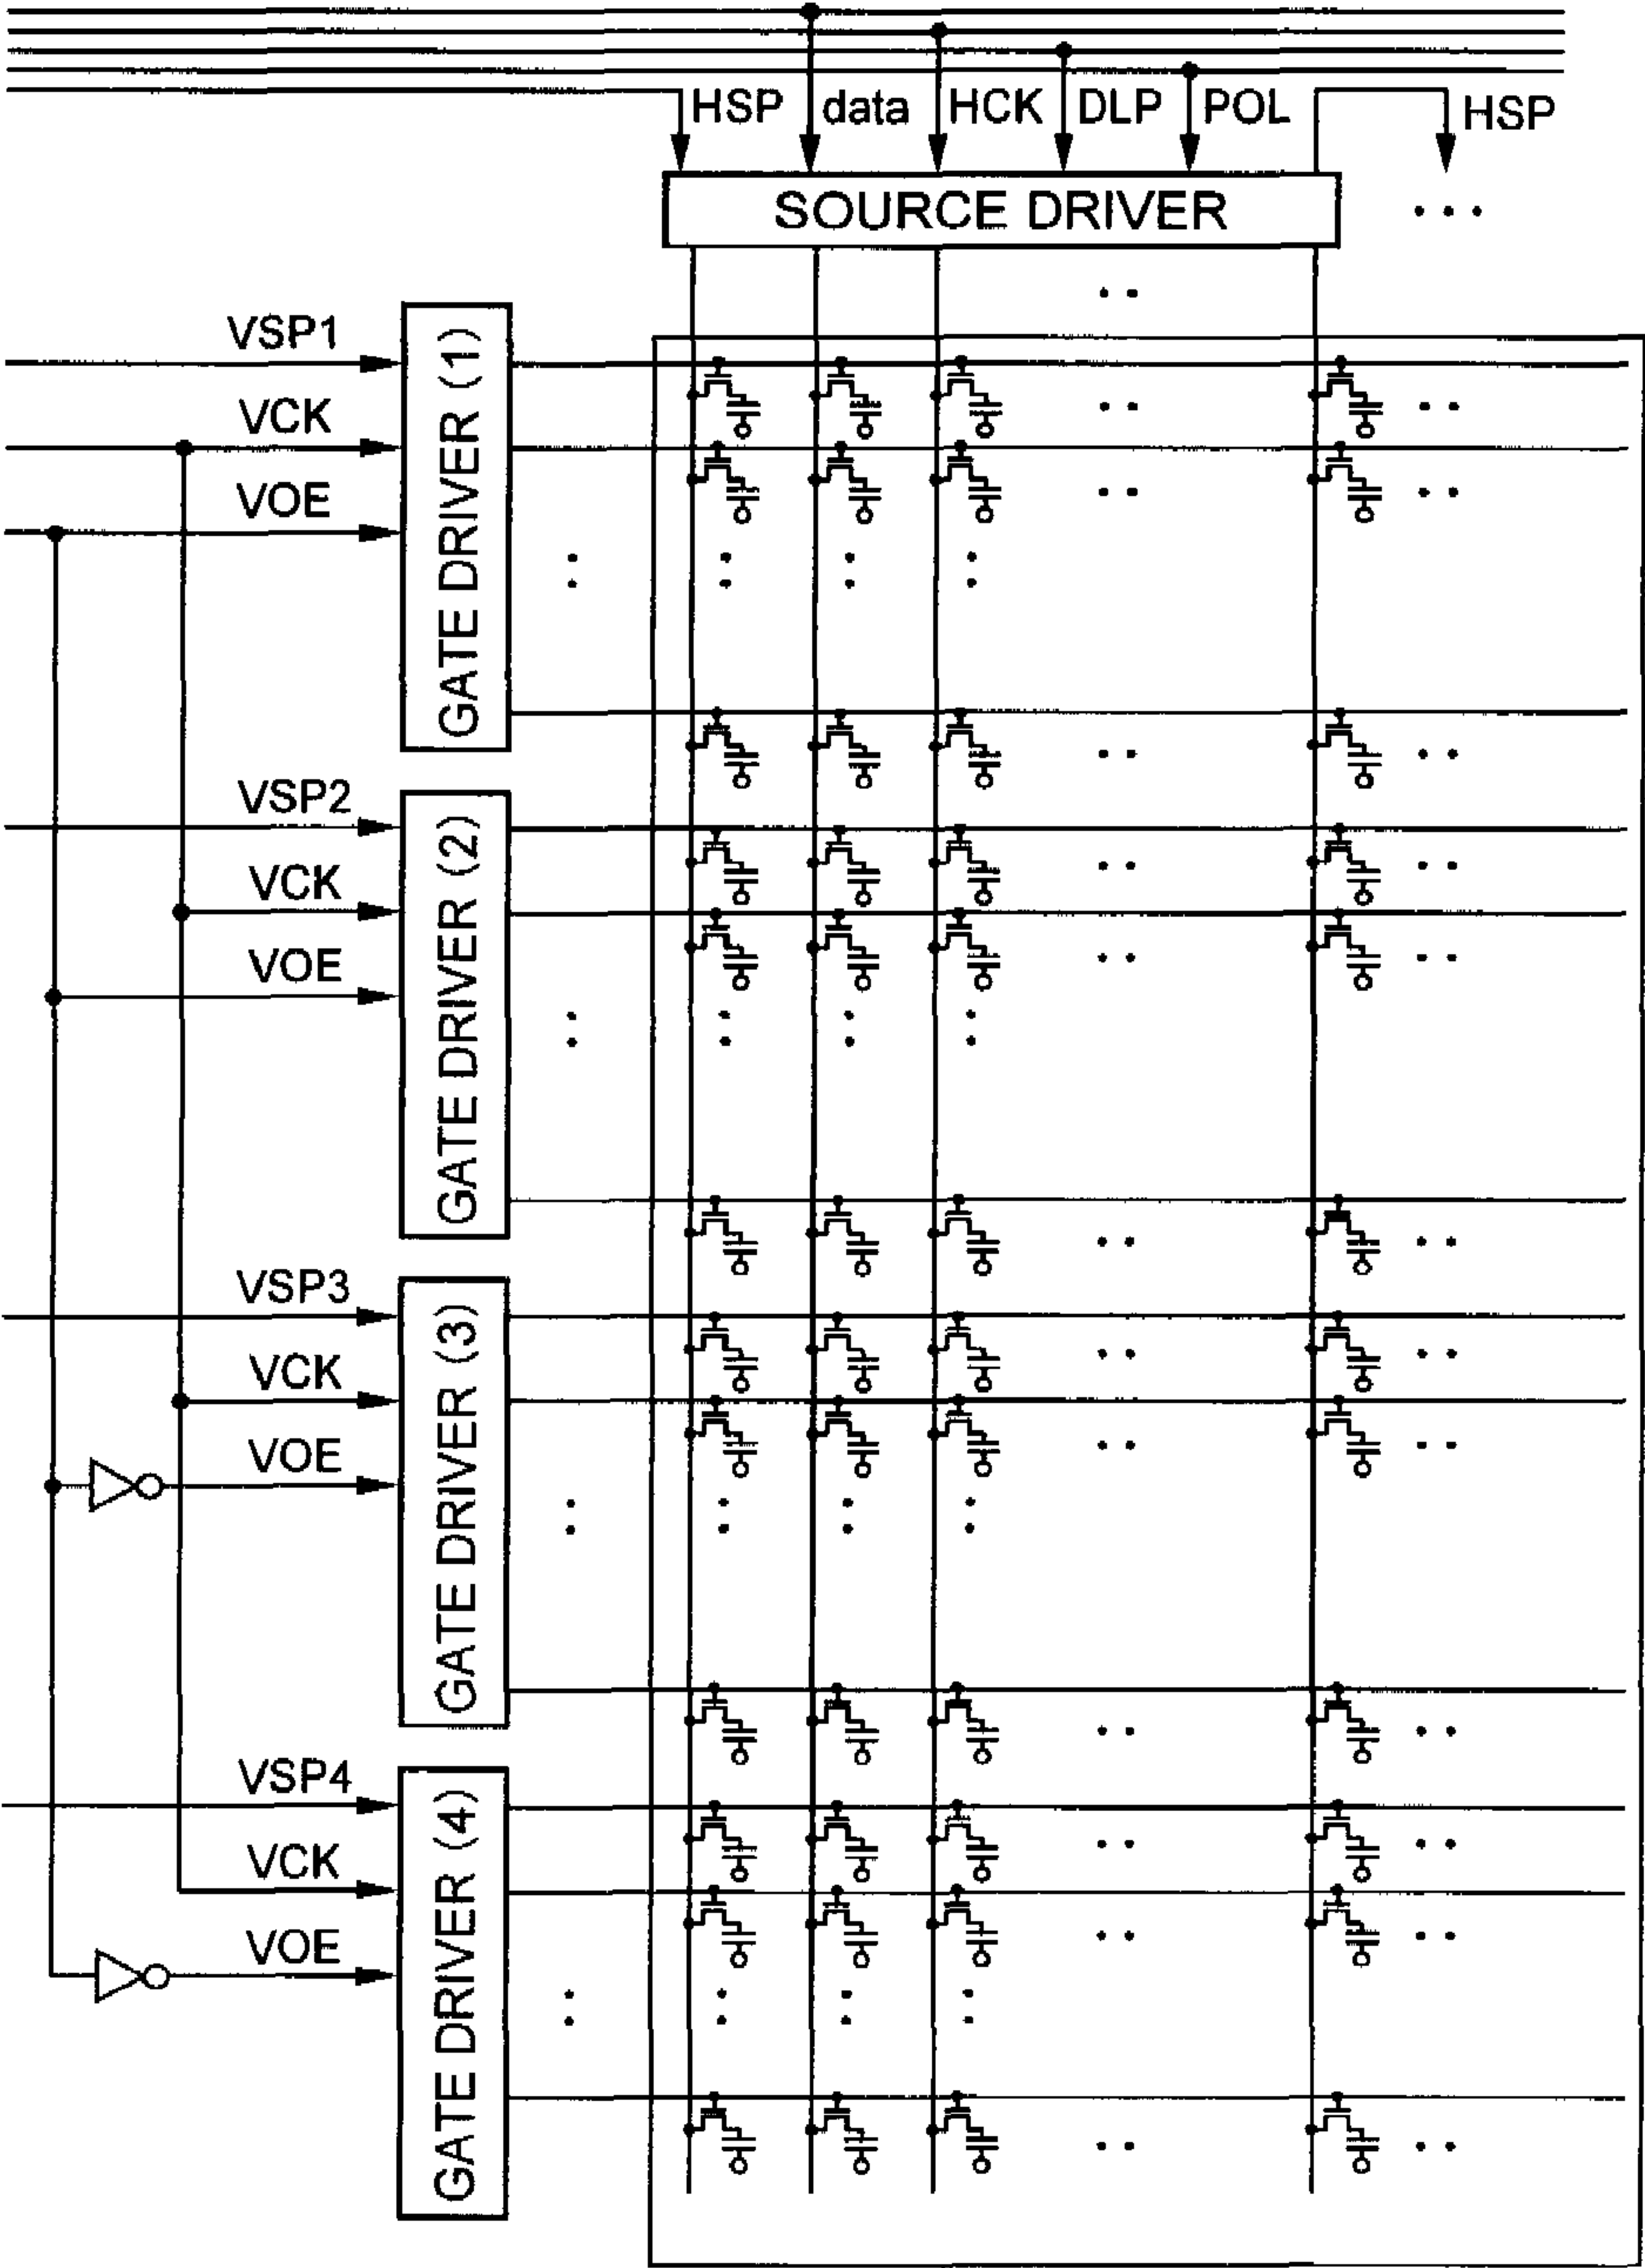 HSP data HCK DLP POL HSP
SOURCE DRIVER
VSP1
VCK
VOE
GATE DRIVER (1)
VSP2
VCK
VOE
GATE DRIVER (2)
VSP3
VCK
VOE
GATE DRIVER (3)
VSP4
VCK
VOE
GATE DRIVER (4)